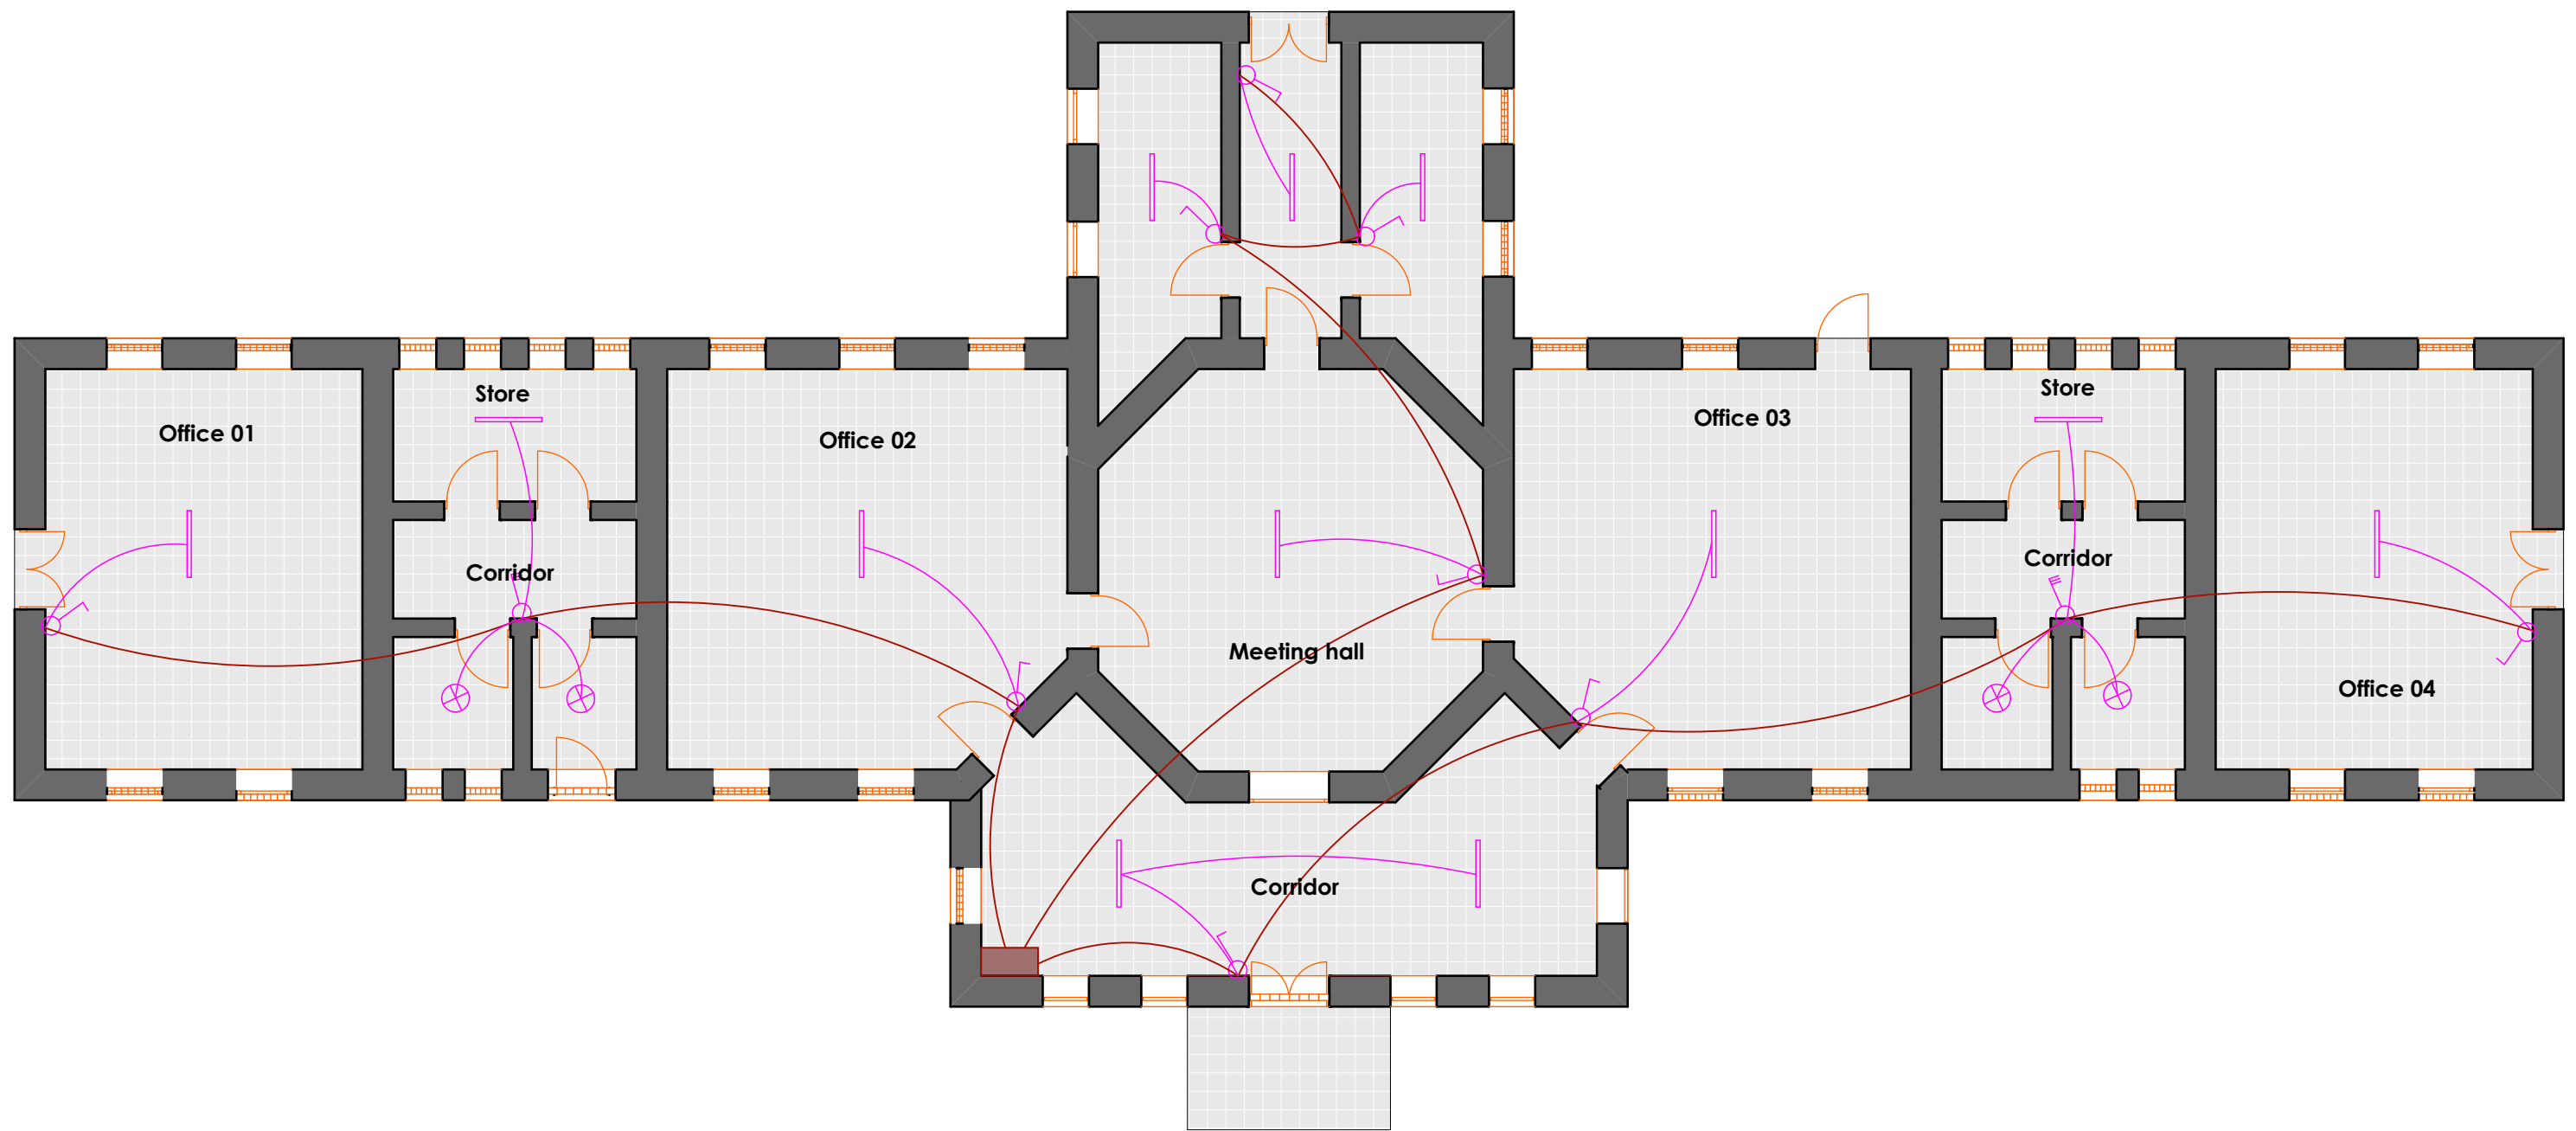 Store
Store
Office 03
Office 01
Office 02
Corridor
Corridor
Meeting hall
Office 04
Corridor